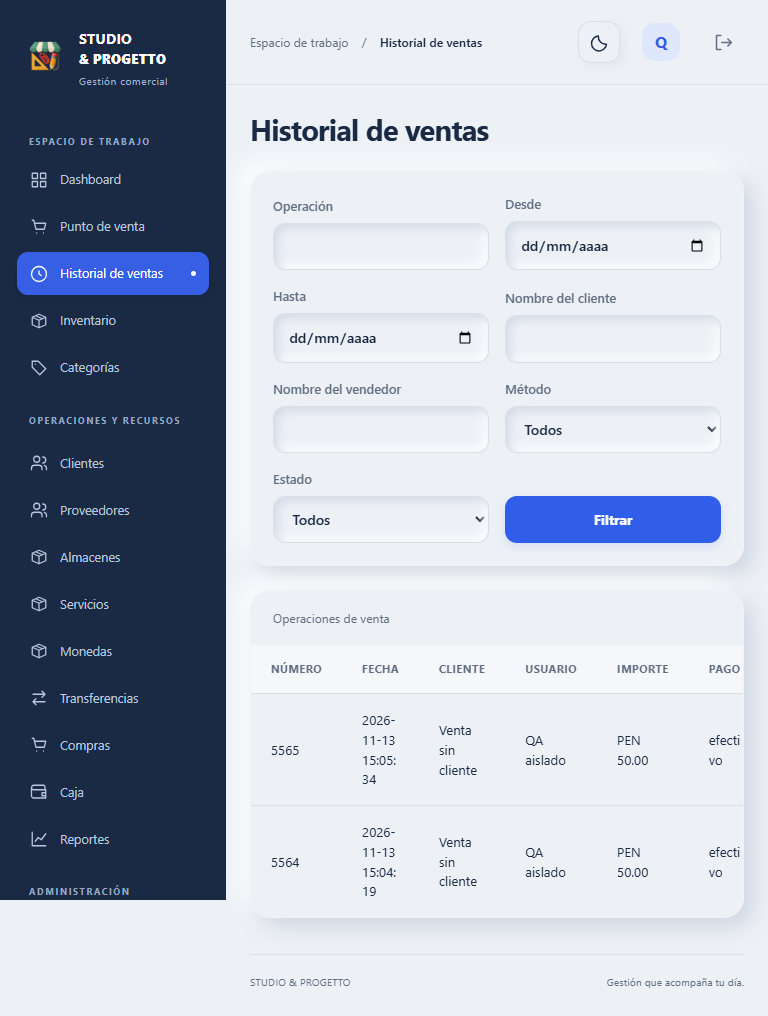 STUDIO
& PROGETTO
Gestión comercial
ESPACIO DE TRABAJO
Dashboard
Punto de venta
Historial de ventas
Inventario
Categorías
OPERACIONES Y RECURSOS
Clientes
Proveedores
Almacenes
Servicios
Monedas
Transferencias
Compras
Caja
Reportes
ADMINISTRACIÓN
Espacio de trabajo / Historial de ventas
Q
Historial de ventas
Operación
Desde
dd/mm/aaaa
Hasta
dd/mm/aaaa
Nombre del cliente
Nombre del vendedor
Método
Todos
Estado
Todos
Filtrar
Operaciones de venta
NÚMERO FECHA CLIENTE USUARIO IMPORTE PAGO
5565
2026-
11-13
15:05:
34
Venta
sin
cliente
QA
aislado
PEN
50.00
efecti
vo
5564
2026-
11-13
15:04:
19
Venta
sin
cliente
QA
aislado
PEN
50.00
efecti
vo
STUDIO & PROGETTO
Gestión que acompaña tu día.